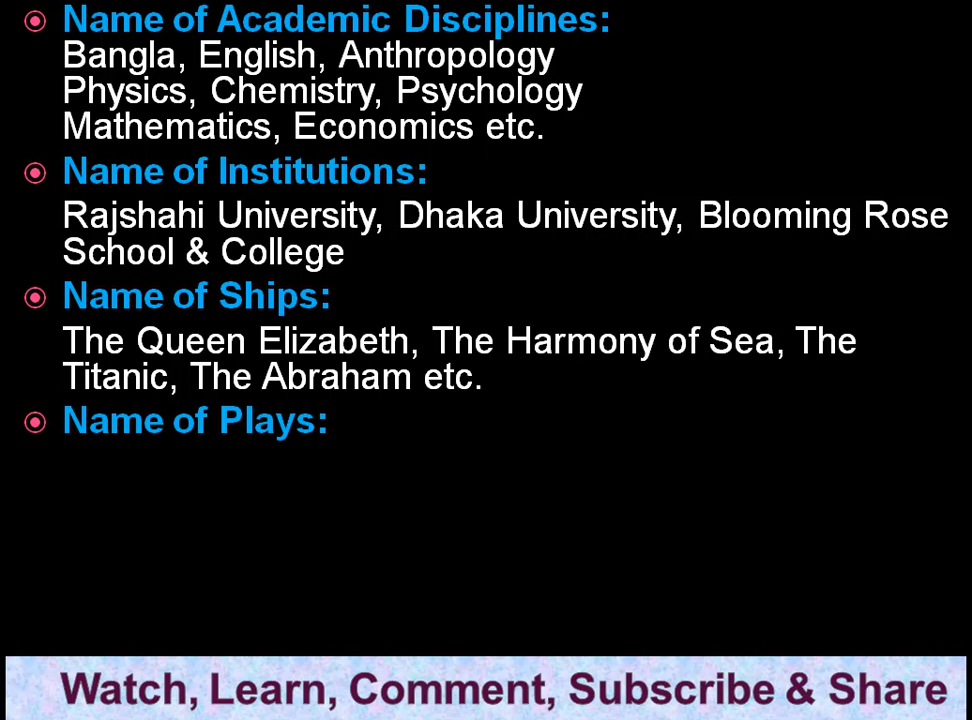 Name of Academic Disciplines:
Bangla, English, Anthropology
Physics, Chemistry, Psychology
Mathematics, Economics etc.
Name of Institutions:
Rajshahi University, Dhaka University, Blooming Rose
School & College
Name of Ships:
The Queen Elizabeth, The Harmony of Sea, The
Titanic, The Abraham etc.
Name of Plays:
Watch, Learn, Comment, Subscribe & Share